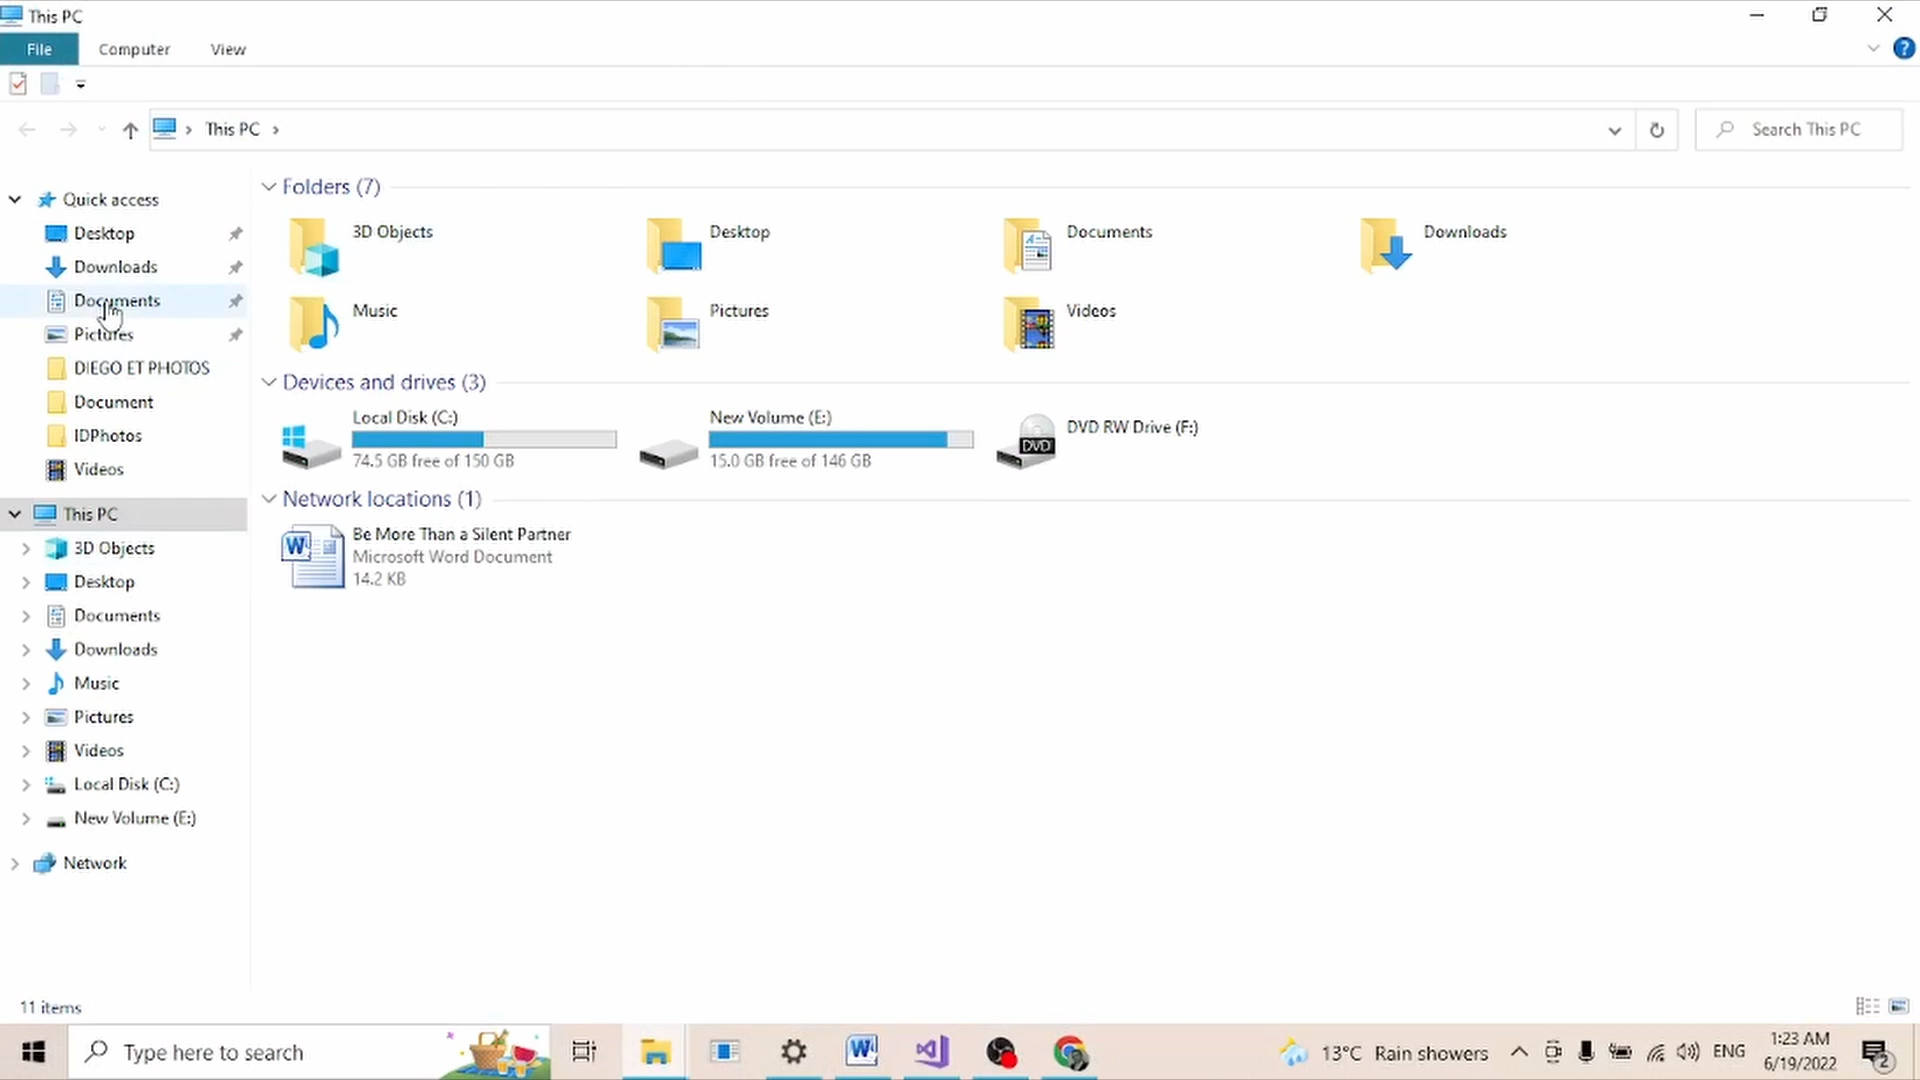 This PC
File
Computer
View
This PC
Search This PC
Quick access
Desktop
Downloads
Documents
Pictures
DIEGO ET PHOTOS
Document
IDPhotos
Videos
This PC
3D Objects
Desktop
Documents
Downloads
Music
Pictures
Videos
Local Disk (C:)
New Volume (E:)
Network
Folders (7)
3D Objects
Desktop
Documents
Downloads
Music
Pictures
Videos
Devices and drives (3)
Local Disk (C:)
74.5 GB free of 150 GB
New Volume (E:)
15.0 GB free of 146 GB
DVD
DVD RW Drive (F:)
Network locations (1)
W
Be More Than a Silent Partner
Microsoft Word Document
14.2 KB
11 items
Type here to search
W
13°C Rain showers
ENG
1:23 AM
6/19/2022
2